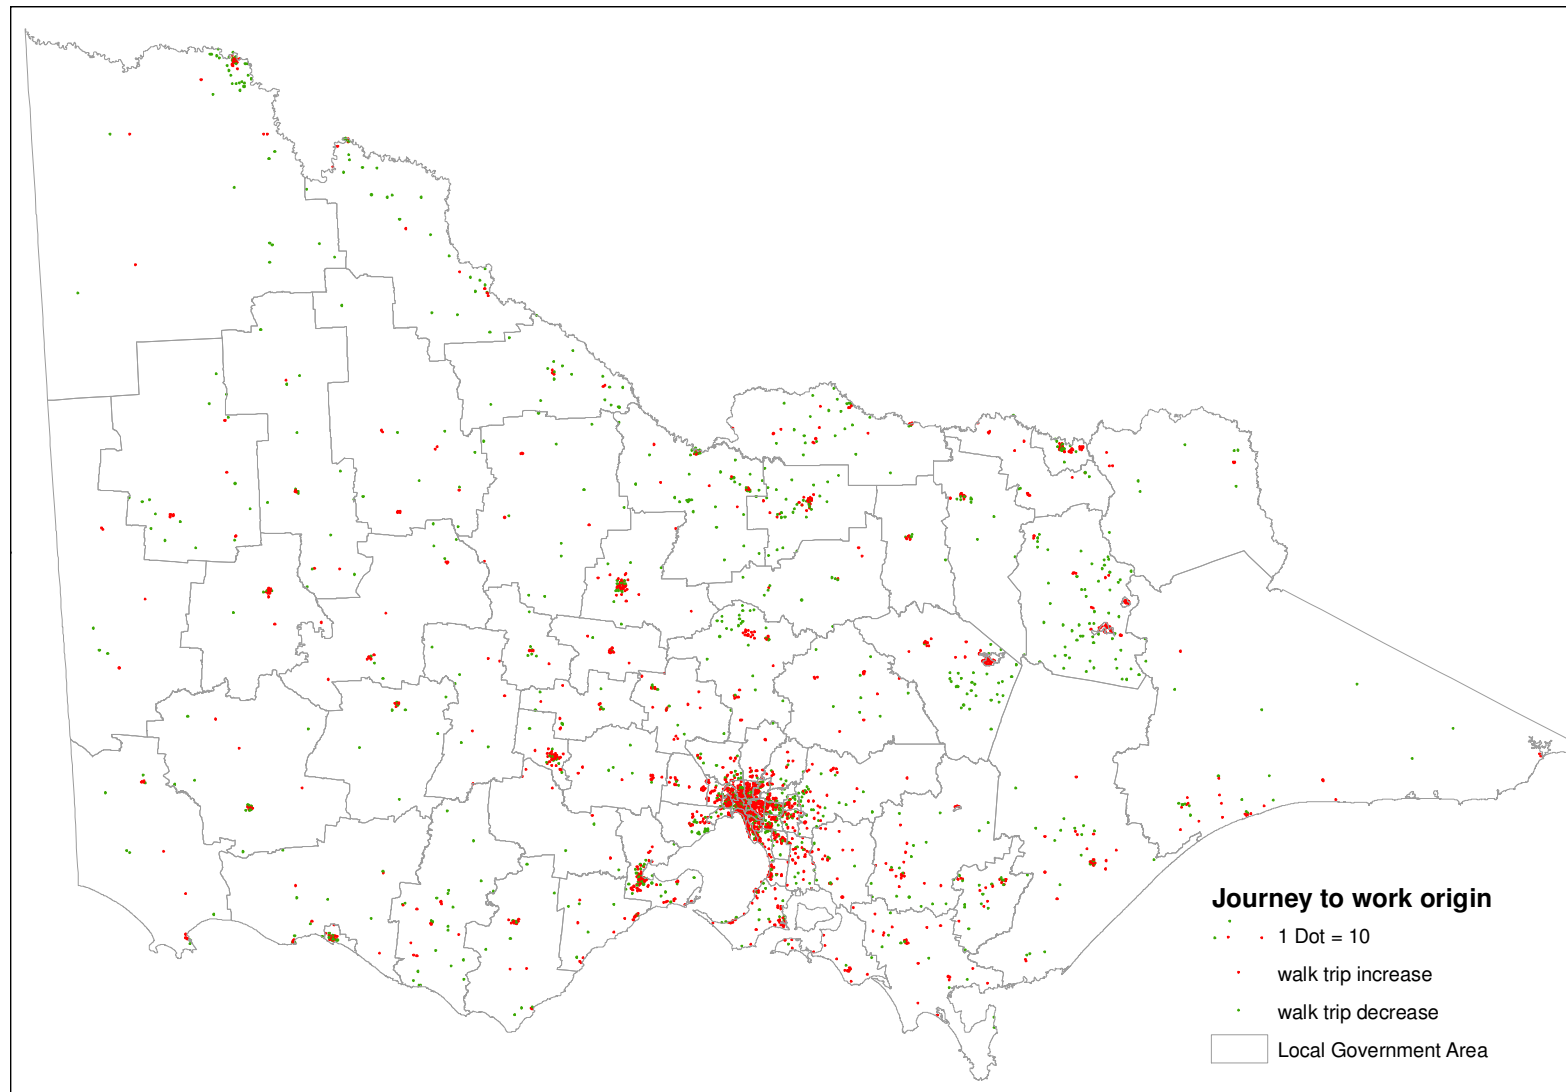 Journey to work origin
1 Dot = 10
walk trip increase
walk trip decrease
Local Government Area